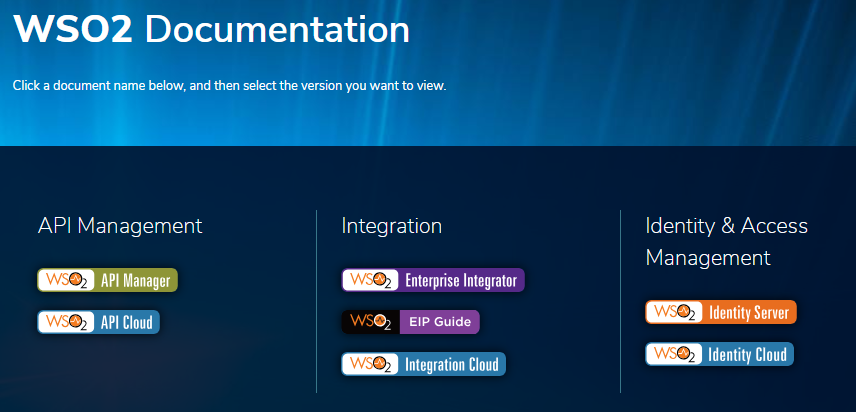 WSO2 Documentation
Click a document name below, and then select the version you want to view.
API Management
WSO2 API Manager
WSO2 API Cloud
Integration
WSO2 Enterprise Integrator
WSO2 EIP Guide
WSO2 Integration Cloud
Identity & Access
Management
WSO2 Identity Server
WSO2 Identity Cloud